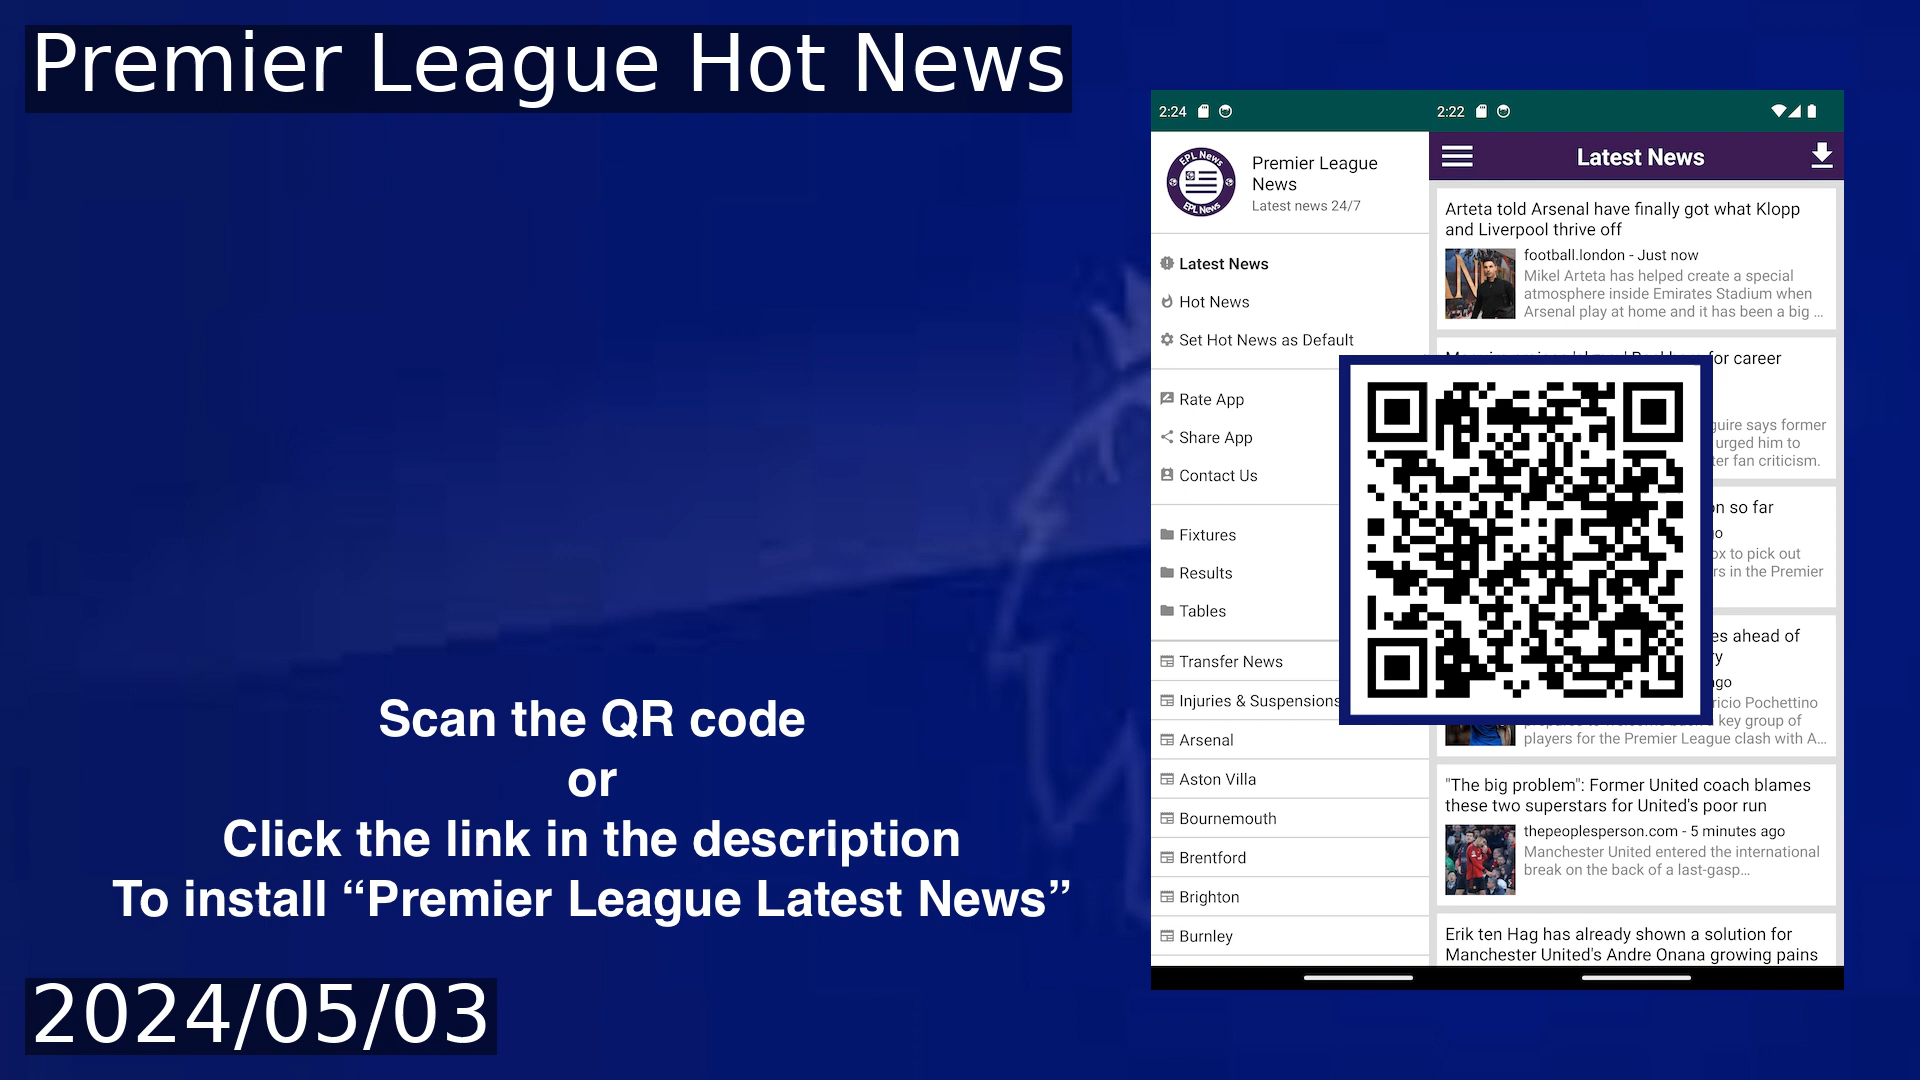 Premier League Hot News
2:24
EPL News
EPL News
Premier League
News
Latest news 24/7
Latest News
Hot News
Set Hot News as Default
Rate App
Share App
Contact Us
Fixtures
Results
Tables
Transfer News
Injuries & Suspensions
Arsenal
Aston Villa
Bournemouth
Brentford
Brighton
Burnley
2:22
Latest News
Arteta told Arsenal have finally got what Klopp
and Liverpool thrive off
football.london - Just now
Mikel Arteta has helped create a special
atmosphere inside Emirates Stadium when
Arsenal play at home and it has been a big ...
for career
says former
urged him to
fan criticism.
so far
to pick out
in the Premier
ahead of
ago
Pochettino
key group of
players for the Premier League clash with A...
"The big problem": Former United coach blames
these two superstars for United's poor run
thepeoplesperson.com - 5 minutes ago
Manchester United entered the international
break on the back of a last-gasp...
Erik ten Hag has already shown a solution for
Manchester United's Andre Onana growing pains
Scan the QR code
or
Click the link in the description
To install “Premier League Latest News”
2024/05/03